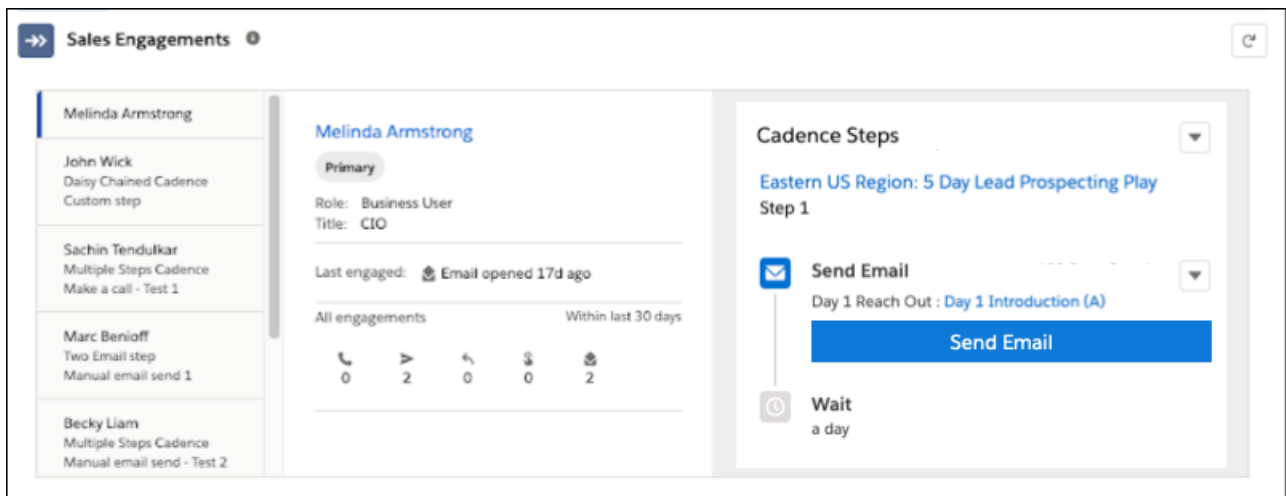 Sales Engagements
Melinda Armstrong
John Wick
Daisy Chained Cadence
Custom step
Sachin Tendulkar
Multiple Steps Cadence
Make a call - Test 1
Marc Benioff
Two Email step
Manual email send 1
Becky Liam
Multiple Steps Cadence
Manual email send - Test 2
Melinda Armstrong
Primary
Role: Business User
Title: CIO
Last engaged: Email opened 17d ago
All engagements Within last 30 days
0 2 0 0 2
Cadence Steps
Eastern US Region: 5 Day Lead Prospecting Play
Step 1
Send Email
Day 1 Reach Out : Day 1 Introduction (A)
Send Email
Wait
a day